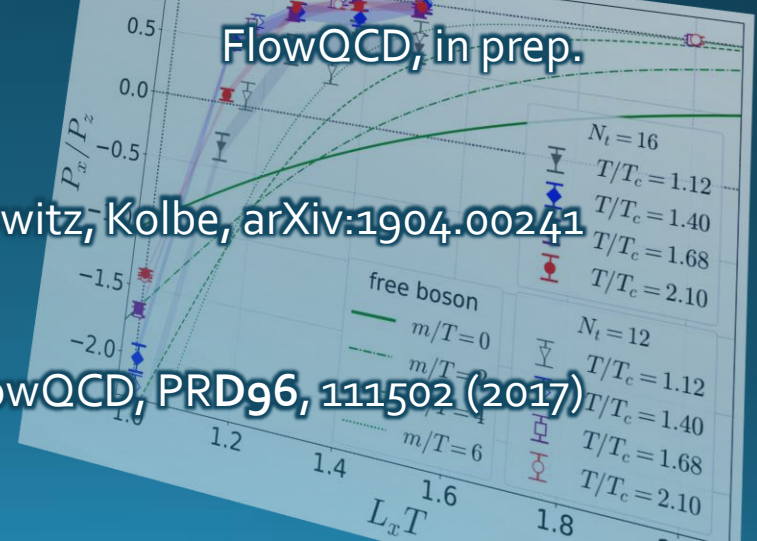 0.5
FlowQCD, in prep.
0.0
P_x/P_z
−0.5
N_t = 16
T/T_c = 1.12
T/T_c = 1.40
witz, Kolbe, arXiv:1904.00241
T/T_c = 1.68
T/T_c = 2.10
−1.5
free boson
m/T = 0
N_t = 12
−2.0
T/T_c = 1.12
owQCD, PRD96, 111502 (2017)
T/T_c = 1.40
m/T = 6
T/T_c = 1.68
T/T_c = 2.10
1.0
1.2
1.4
1.6
1.8
L_xT